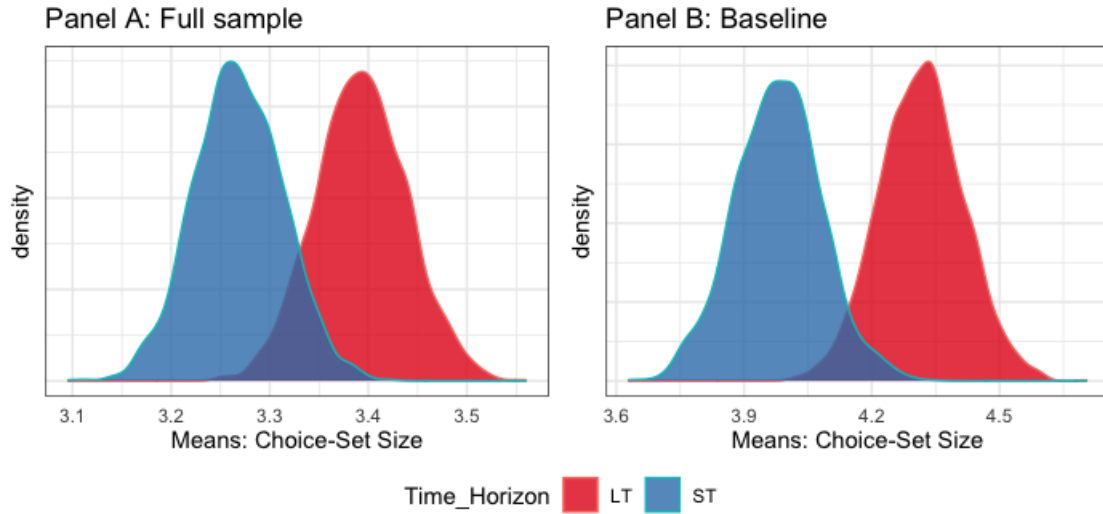 Panel A: Full sample
density
3.1 3.2 3.3 3.4 3.5
Means: Choice-Set Size
Panel B: Baseline
density
3.6 3.9 4.2 4.5
Means: Choice-Set Size
Time_Horizon LT ST